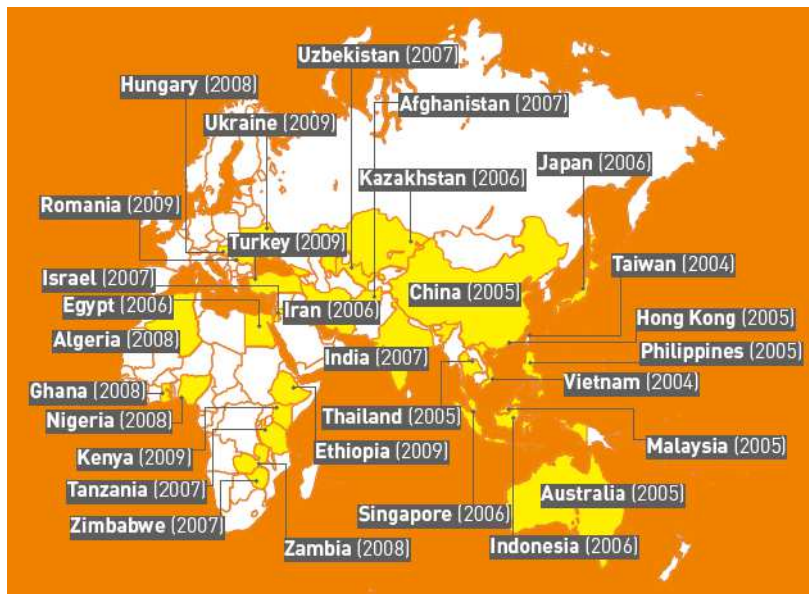 Uzbekistan (2007)
Hungary (2008)
Afghanistan (2007)
Ukraine (2009)
Japan (2006)
Kazakhstan (2006)
Romania (2009)
Turkey (2009)
Taiwan (2004)
Israel (2007)
China (2005)
Egypt (2006)
Iran (2006)
Hong Kong (2005)
Algeria (2008)
Philippines (2005)
India (2007)
Vietnam (2004)
Ghana (2008)
Thailand (2005)
Nigeria (2008)
Malaysia (2005)
Ethiopia (2009)
Kenya (2009)
Tanzania (2007)
Australia (2005)
Singapore (2006)
Zimbabwe (2007)
Indonesia (2006)
Zambia (2008)